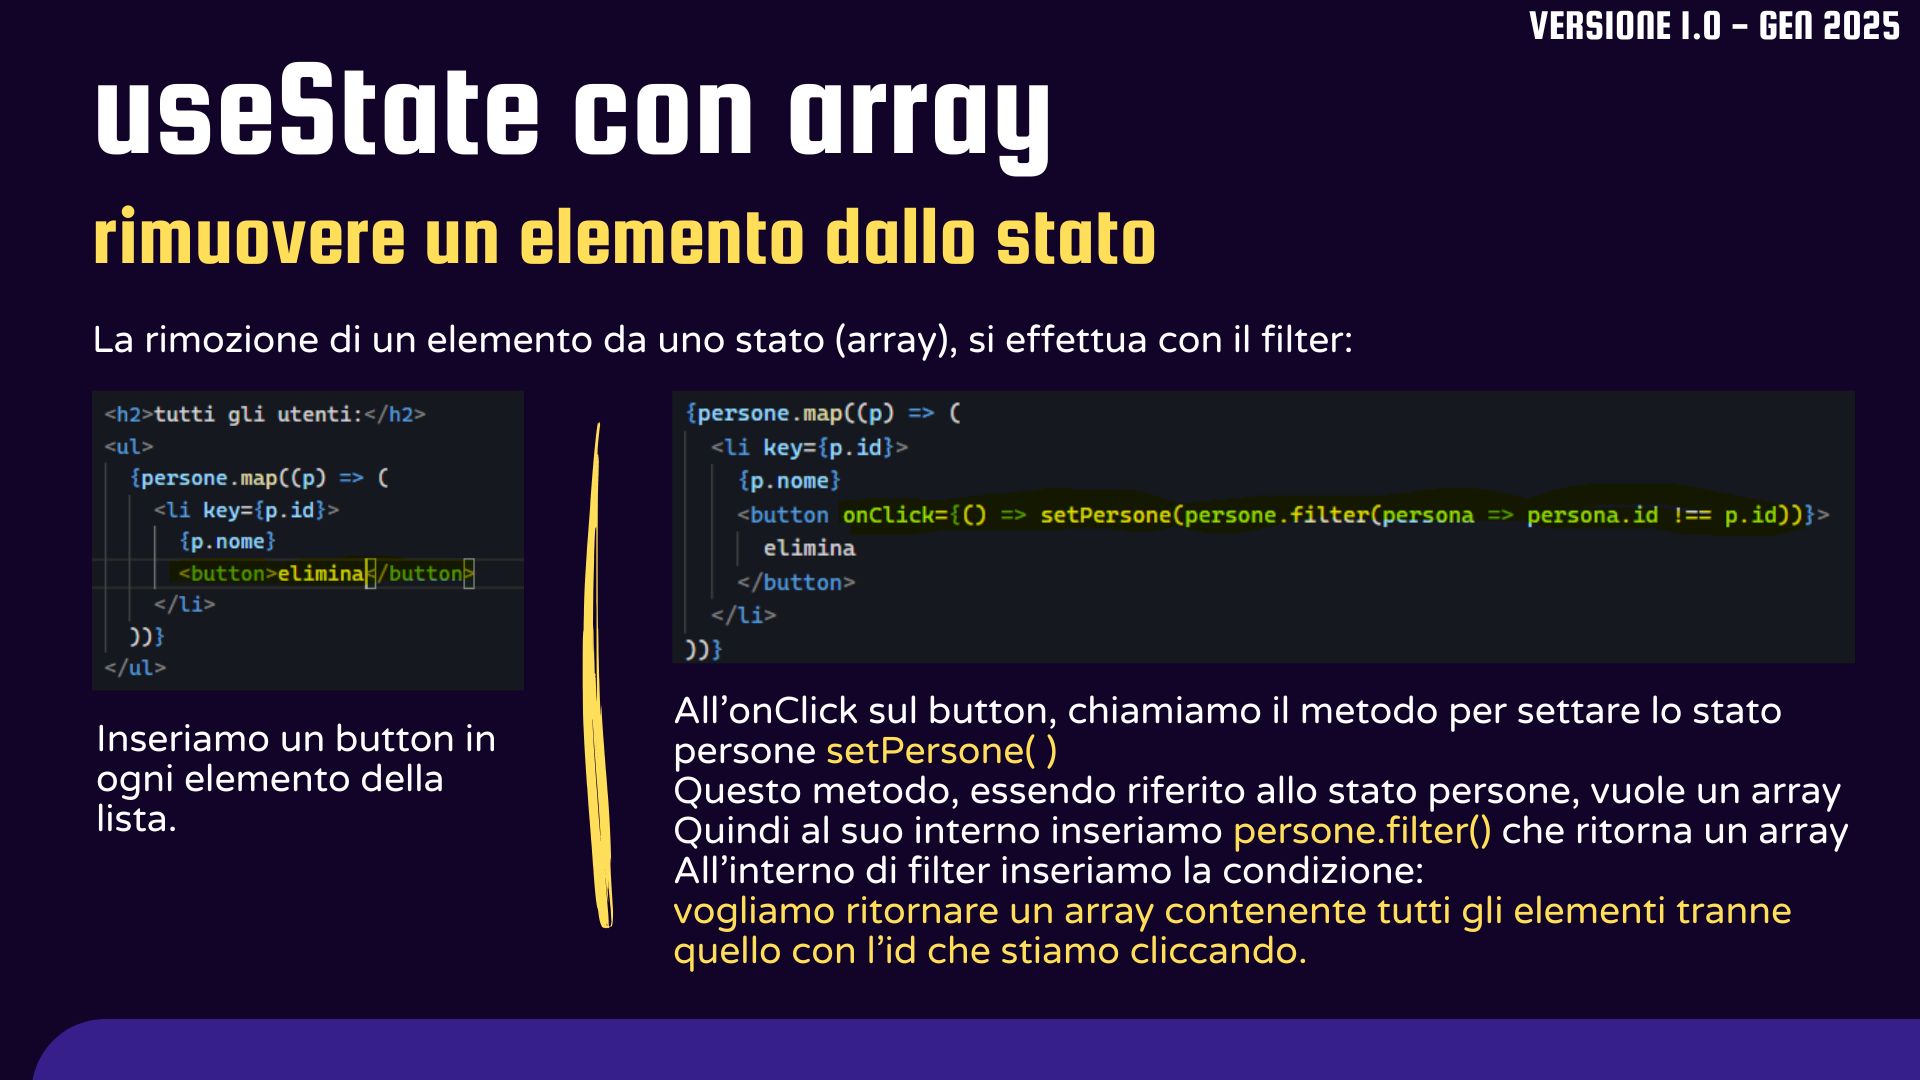 VERSIONE 1.0 - GEN 2025
useState con array
rimuovere un elemento dallo stato
La rimozione di un elemento da uno stato (array), si effettua con il filter:
<h2>tutti gli utenti:</h2>
<ul>
{persone.map((p) => (
<li key={p.id}>
{p.nome}
<button>elimina</button>
</li>
))}
</ul>
Inseriamo un button in
ogni elemento della
lista.
{persone.map((p) => (
<li key={p.id}>
{p.nome}
<button onClick={() => setPersone(persone.filter(persona => persona.id !== p.id))}>
elimina
</button>
</li>
))}
All’onClick sul button, chiamiamo il metodo per settare lo stato
persone setPersone( )
Questo metodo, essendo riferito allo stato persone, vuole un array
Quindi al suo interno inseriamo persone.filter() che ritorna un array
All’interno di filter inseriamo la condizione:
vogliamo ritornare un array contenente tutti gli elementi tranne
quello con l’id che stiamo cliccando.